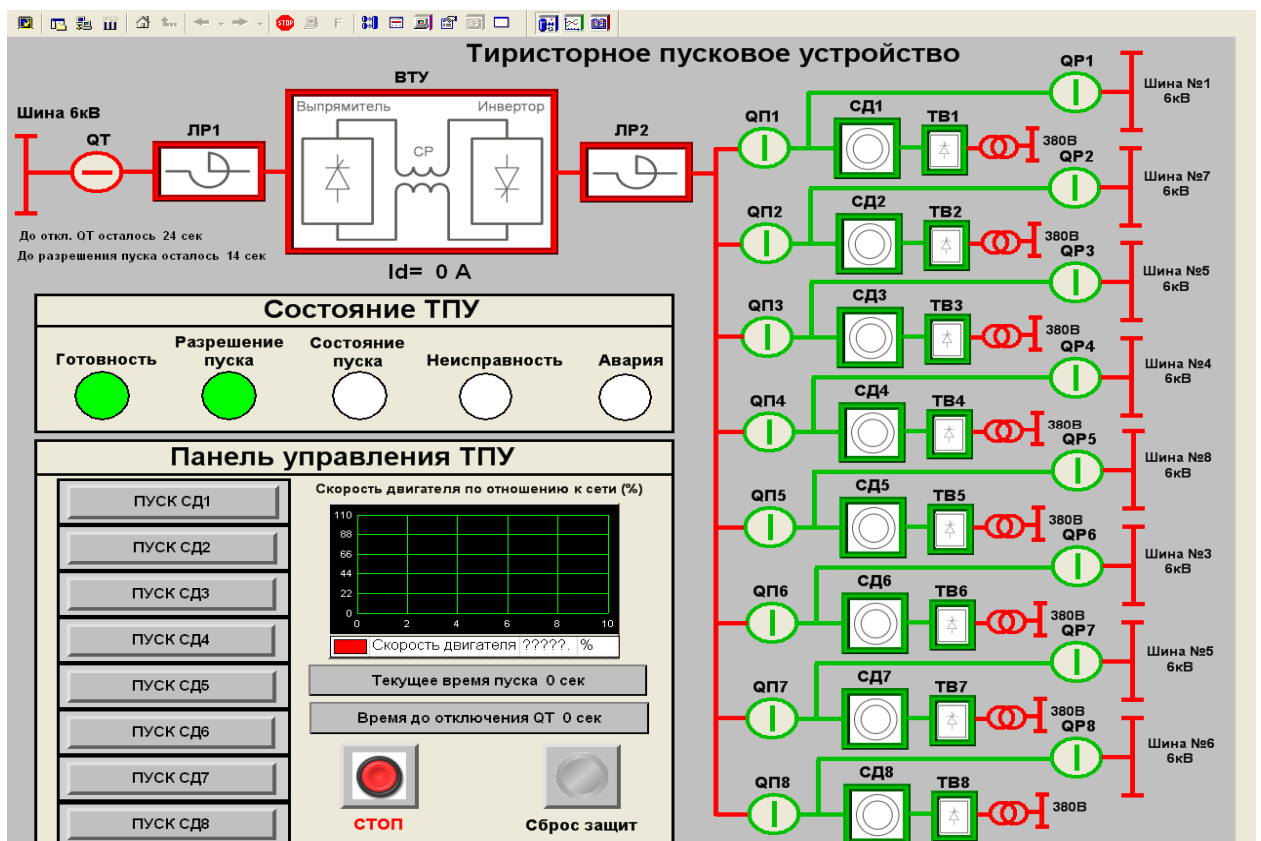 STOP
F
Тиристорное пусковое устройство
ВТУ
Выпрямитель
Инвертор
СР
Шина 6кВ
QT
ЛР1
ЛР2
До откл. QT осталось 24 сек
До разрешения пуска осталось 14 сек
Id= 0 А
Состояние ТПУ
Готовность
Разрешение
пуска
Состояние
пуска
Неисправность
Авария
Панель управления ТПУ
ПУСК СД1
ПУСК СД2
ПУСК СД3
ПУСК СД4
ПУСК СД5
ПУСК СД6
ПУСК СД7
ПУСК СД8
Скорость двигателя по отношению к сети (%)
110
88
66
44
22
0
0 2 4 6 8 10
Скорость двигателя ?????. %
Текущее время пуска 0 сек
Время до отключения QT 0 сек
СТОП
Сброс защит
QP1
Шина №1
6кВ
QП1
СД1
ТВ1
380В
QP2
Шина №7
6кВ
QП2
СД2
ТВ2
380В
QP3
Шина №5
6кВ
QП3
СД3
ТВ3
380В
QP4
Шина №4
6кВ
QП4
СД4
ТВ4
380В
QP5
Шина №8
6кВ
QП5
СД5
ТВ5
380В
QP6
Шина №3
6кВ
QП6
СД6
ТВ6
380В
QP7
Шина №5
6кВ
QП7
СД7
ТВ7
380В
QP8
Шина №6
6кВ
QП8
СД8
ТВ8
380В